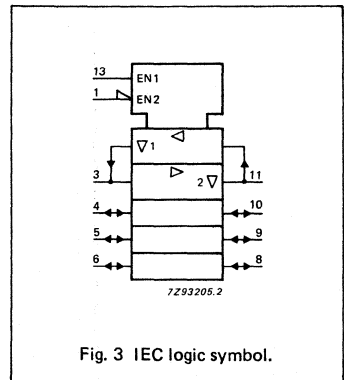 13 EN1
1 EN2
1
3 2 11
4 10
5 9
6 8
7Z93205.2
Fig. 3 IEC logic symbol.